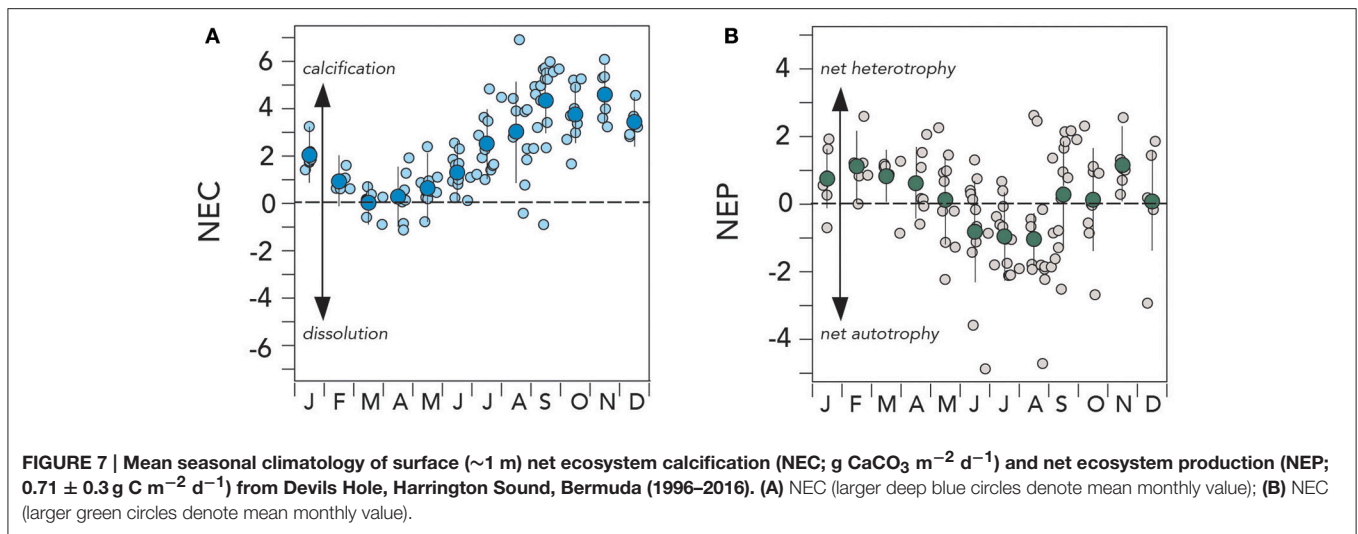 A
NEC
6
4
2
0
-2
-4
-6
calcification
dissolution
J F M A M J J A S O N D
B
NEP
4
2
0
-2
-4
net heterotrophy
net autotrophy
J F M A M J J A S O N D
FIGURE 7 | Mean seasonal climatology of surface (∼1 m) net ecosystem calcification (NEC; g CaCO₃ m⁻² d⁻¹) and net ecosystem production (NEP;
0.71 ± 0.3 g C m⁻² d⁻¹) from Devils Hole, Harrington Sound, Bermuda (1996–2016). (A) NEC (larger deep blue circles denote mean monthly value); (B) NEC
(larger green circles denote mean monthly value).